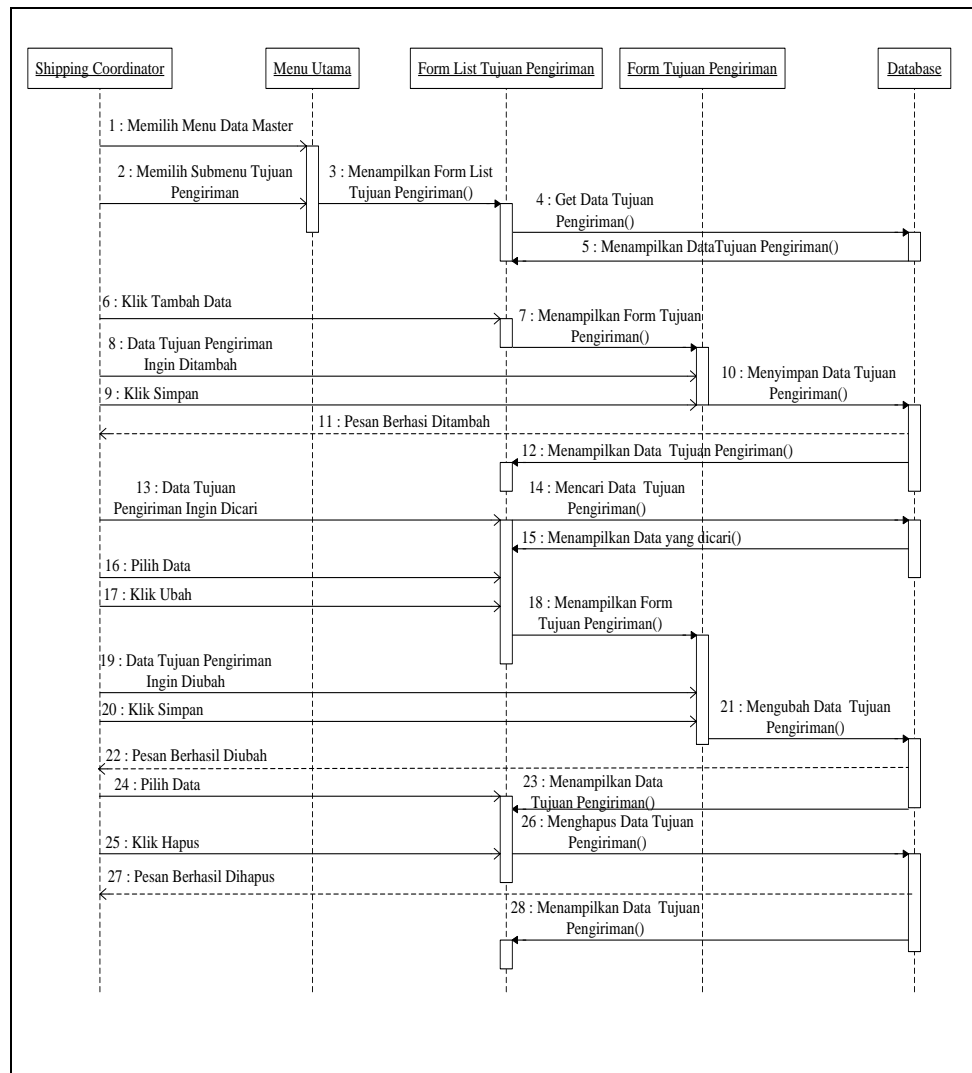 Shipping Coordinator
Menu Utama
Form List Tujuan Pengiriman
Form Tujuan Pengiriman
Database
1 : Memilih Menu Data Master
2 : Memilih Submenu Tujuan
Pengiriman
3 : Menampilkan Form List
Tujuan Pengiriman()
4 : Get Data Tujuan
Pengiriman()
5 : Menampilkan DataTujuan Pengiriman()
6 : Klik Tambah Data
7 : Menampilkan Form Tujuan
Pengiriman()
8 : Data Tujuan Pengiriman
Ingin Ditambah
9 : Klik Simpan
10 : Menyimpan Data Tujuan
Pengiriman()
11 : Pesan Berhasi Ditambah
12 : Menampilkan Data Tujuan Pengiriman()
13 : Data Tujuan
Pengiriman Ingin Dicari
14 : Mencari Data Tujuan
Pengiriman()
15 : Menampilkan Data yang dicari()
16 : Pilih Data
17 : Klik Ubah
18 : Menampilkan Form
Tujuan Pengiriman()
19 : Data Tujuan Pengiriman
Ingin Diubah
20 : Klik Simpan
21 : Mengubah Data Tujuan
Pengiriman()
22 : Pesan Berhasil Diubah
23 : Menampilkan Data
Tujuan Pengiriman()
24 : Pilih Data
25 : Klik Hapus
26 : Menghapus Data Tujuan
Pengiriman()
27 : Pesan Berhasil Dihapus
28 : Menampilkan Data Tujuan
Pengiriman()